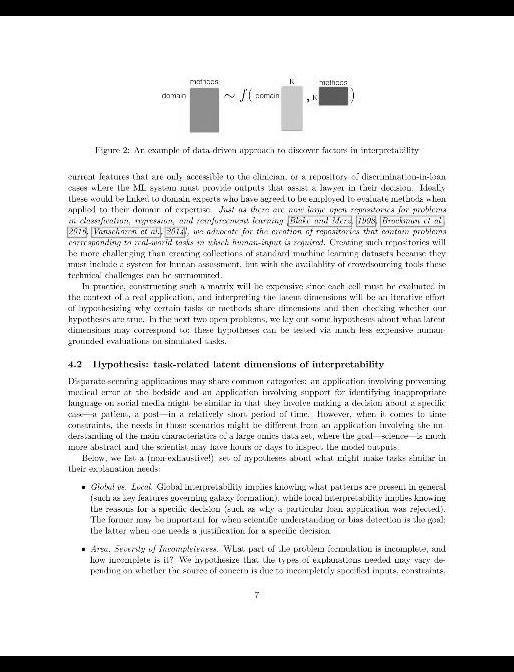 methods
K
methods
domain
~ f( domain
, K
)
Figure 2: An example of data-driven approach to discover factors in interpretability
current features that are only accessible to the clinician, or a repository of discrimination-in-loan
cases where the ML system must provide outputs that assist a lawyer in their decision. Ideally
these would be linked to domain experts who have agreed to be employed to evaluate methods when
applied to their domain of expertise. Just as there are now large open repositories for problems
in classification, regression, and reinforcement learning [Blake and Merz, 1998, Brockman et al.,
2016, Vanschoren et al., 2014], we advocate for the creation of repositories that contain problems
corresponding to real-world tasks in which human-input is required. Creating such repositories will
be more challenging than creating collections of standard machine learning datasets because they
must include a system for human assessment, but with the availablity of crowdsourcing tools these
technical challenges can be surmounted.
In practice, constructing such a matrix will be expensive since each cell must be evaluated in
the context of a real application, and interpreting the latent dimensions will be an iterative effort
of hypothesizing why certain tasks or methods share dimensions and then checking whether our
hypotheses are true. In the next two open problems, we lay out some hypotheses about what latent
dimensions may correspond to; these hypotheses can be tested via much less expensive human-
grounded evaluations on simulated tasks.
4.2 Hypothesis: task-related latent dimensions of interpretability
Disparate-seeming applications may share common categories: an application involving preventing
medical error at the bedside and an application involving support for identifying inappropriate
language on social media might be similar in that they involve making a decision about a specific
case—a patient, a post—in a relatively short period of time. However, when it comes to time
constraints, the needs in those scenarios might be different from an application involving the un-
derstanding of the main characteristics of a large omics data set, where the goal—science—is much
more abstract and the scientist may have hours or days to inspect the model outputs.
Below, we list a (non-exhaustive!) set of hypotheses about what might make tasks similar in
their explanation needs:
• Global vs. Local. Global interpretability implies knowing what patterns are present in general
(such as key features governing galaxy formation), while local interpretability implies knowing
the reasons for a specific decision (such as why a particular loan application was rejected).
The former may be important for when scientific understanding or bias detection is the goal;
the latter when one needs a justification for a specific decision.
• Area, Severity of Incompleteness. What part of the problem formulation is incomplete, and
how incomplete is it? We hypothesize that the types of explanations needed may vary de-
pending on whether the source of concern is due to incompletely specified inputs, constraints,
7